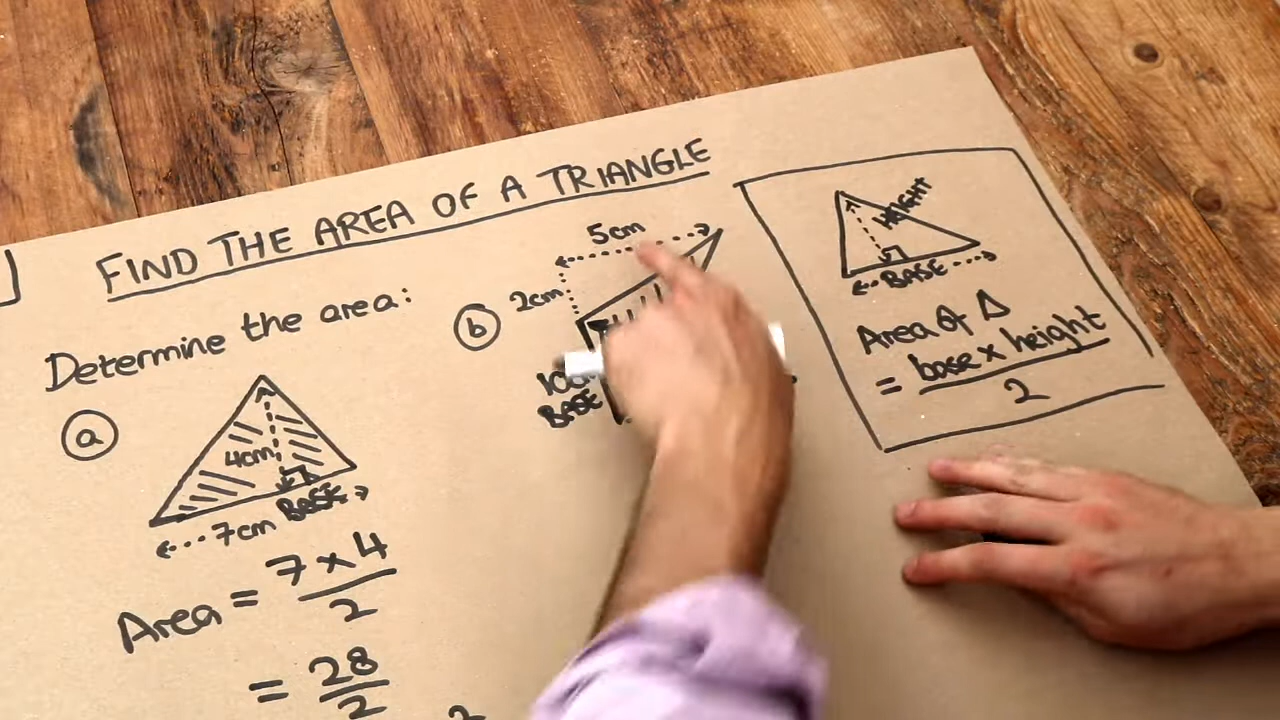 FIND THE AREA OF A TRIANGLE
Determine the area:
a
4cm
7cm BASE
Area = 7 × 4
2
= 28
2
b
5cm
2cm
BASE
HEIGHT
BASE
Area of Δ
= base × height
2